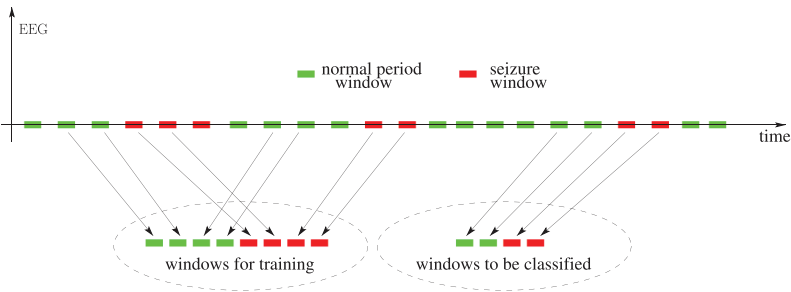 EEG
normal period
window
seizure
window
time
windows for training
windows to be classified